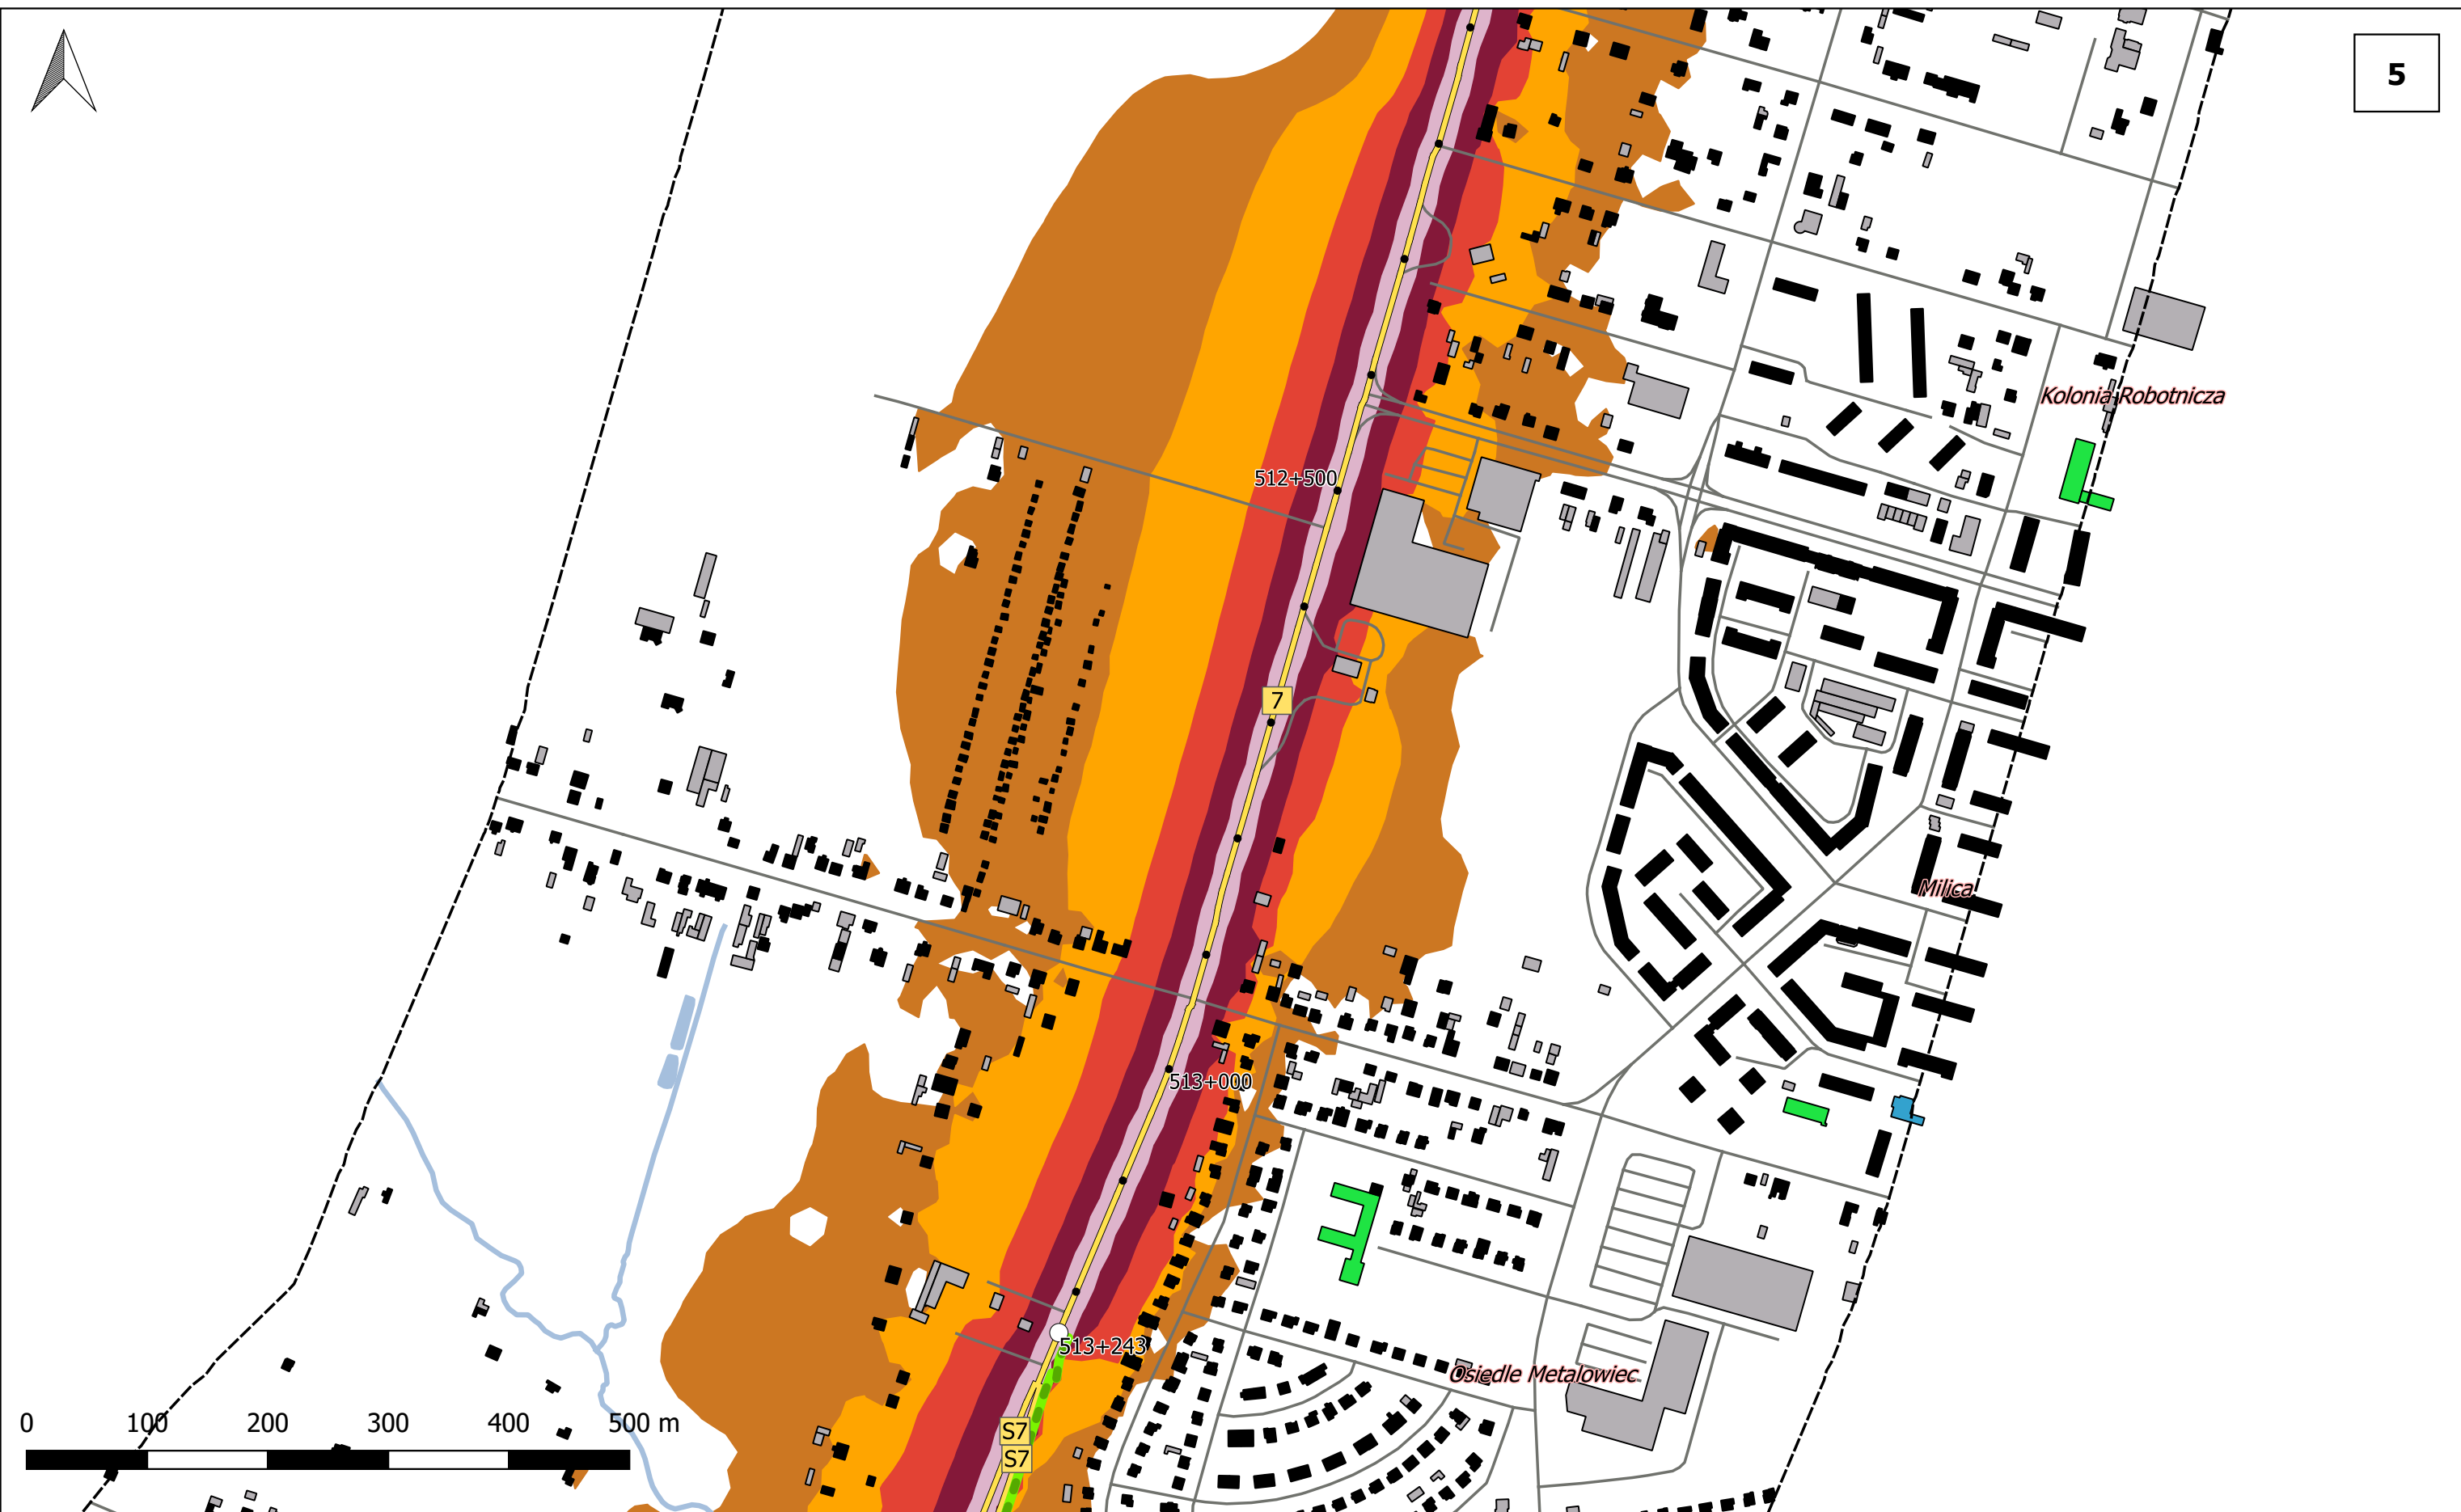 5
Kolonia Robotnicza
512+500
7
Milica
513+000
513+243
Osiedle Metalowiec
S7
S7
0 100 200 300 400 500 m